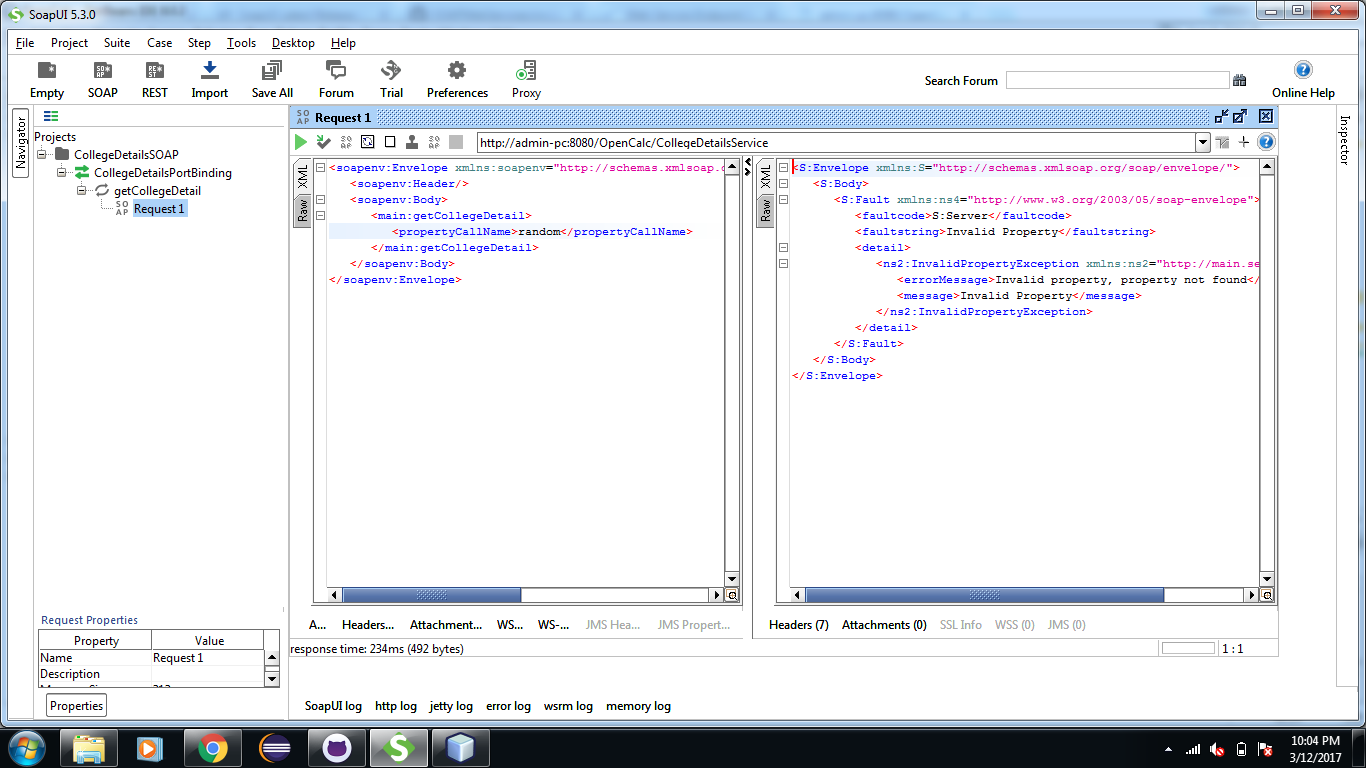 SoapUI 5.3.0
File Project Suite Case Step Tools Desktop Help
Empty SOAP REST Import Save All Forum Trial Preferences Proxy Search Forum Online Help
Navigator
Projects
CollegeDetailsSOAP
CollegeDetailsPortBinding
getCollegeDetail
SO AP Request 1
Request Properties
Property Value
Name Request 1
Description
Properties
SO AP Request 1
http://admin-pc:8080/OpenCalc/CollegeDetailsService
XML
Raw
<soapenv:Envelope xmlns:soapenv="http://schemas.xmlsoap.
<soapenv:Header/>
<soapenv:Body>
<main:getCollegeDetail>
<propertyCallName>random</propertyCallName>
</main:getCollegeDetail>
</soapenv:Body>
</soapenv:Envelope>
A... Headers... Attachment... WS... WS-... JMS Hea... JMS Propert...
XML
Raw
<S:Envelope xmlns:S="http://schemas.xmlsoap.org/soap/envelope/">
<S:Body>
<S:Fault xmlns:ns4="http://www.w3.org/2003/05/soap-envelope">
<faultcode>S:Server</faultcode>
<faultstring>Invalid Property</faultstring>
<detail>
<ns2:InvalidPropertyException xmlns:ns2="http://main.se
<errorMessage>Invalid property, property not found</
<message>Invalid Property</message>
</ns2:InvalidPropertyException>
</detail>
</S:Fault>
</S:Body>
</S:Envelope>
Headers (7) Attachments (0) SSL Info WSS (0) JMS (0)
response time: 234ms (492 bytes)
1 : 1
Inspector
SoapUI log http log jetty log error log wsrm log memory log
10:04 PM
3/12/2017